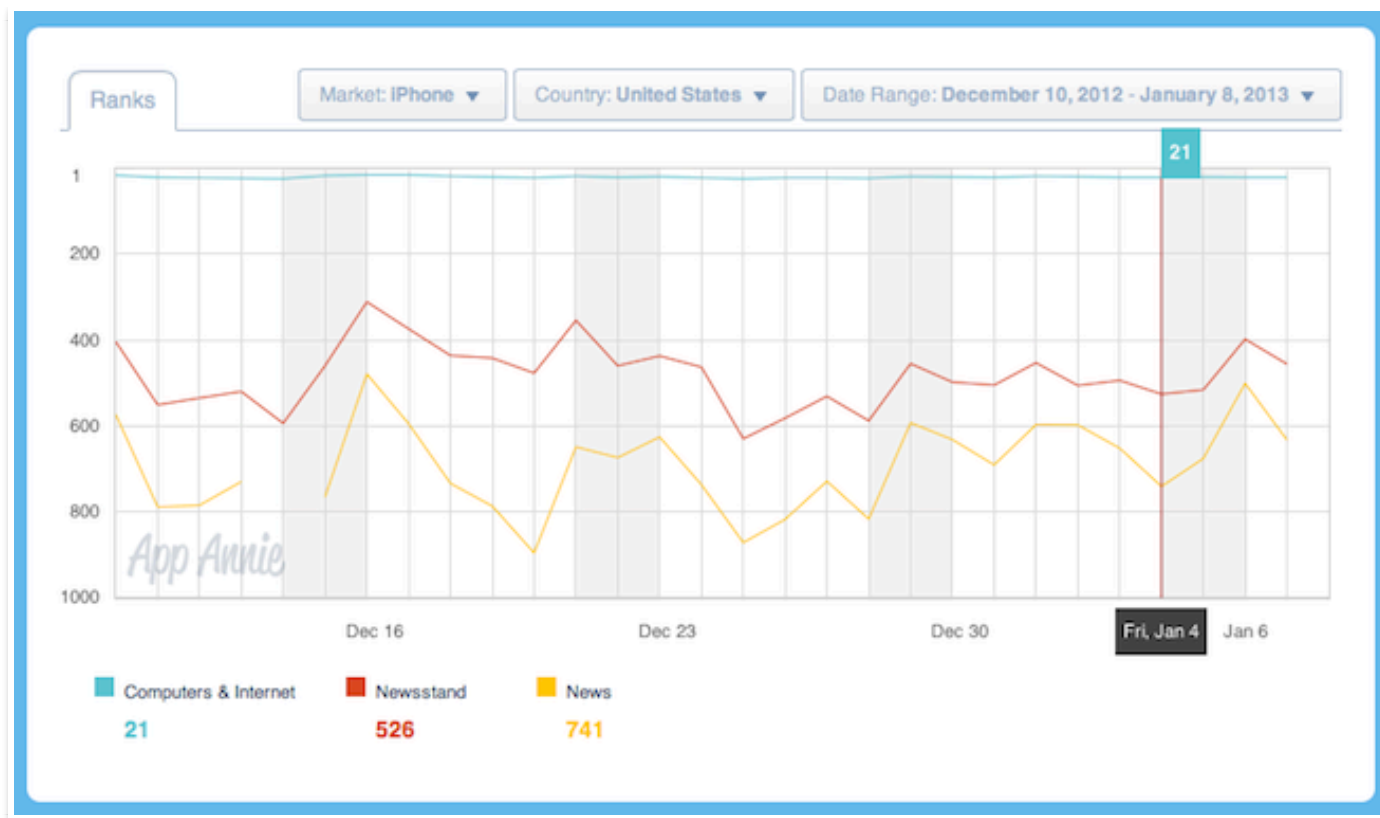 Ranks
Market: iPhone ▼
Country: United States ▼
Date Range: December 10, 2012 - January 8, 2013 ▼
21
1
200
400
600
800
1000
App Annie
Dec 16
Dec 23
Dec 30
Fri, Jan 4
Jan 6
Computers & Internet
Newsstand
News
21
526
741